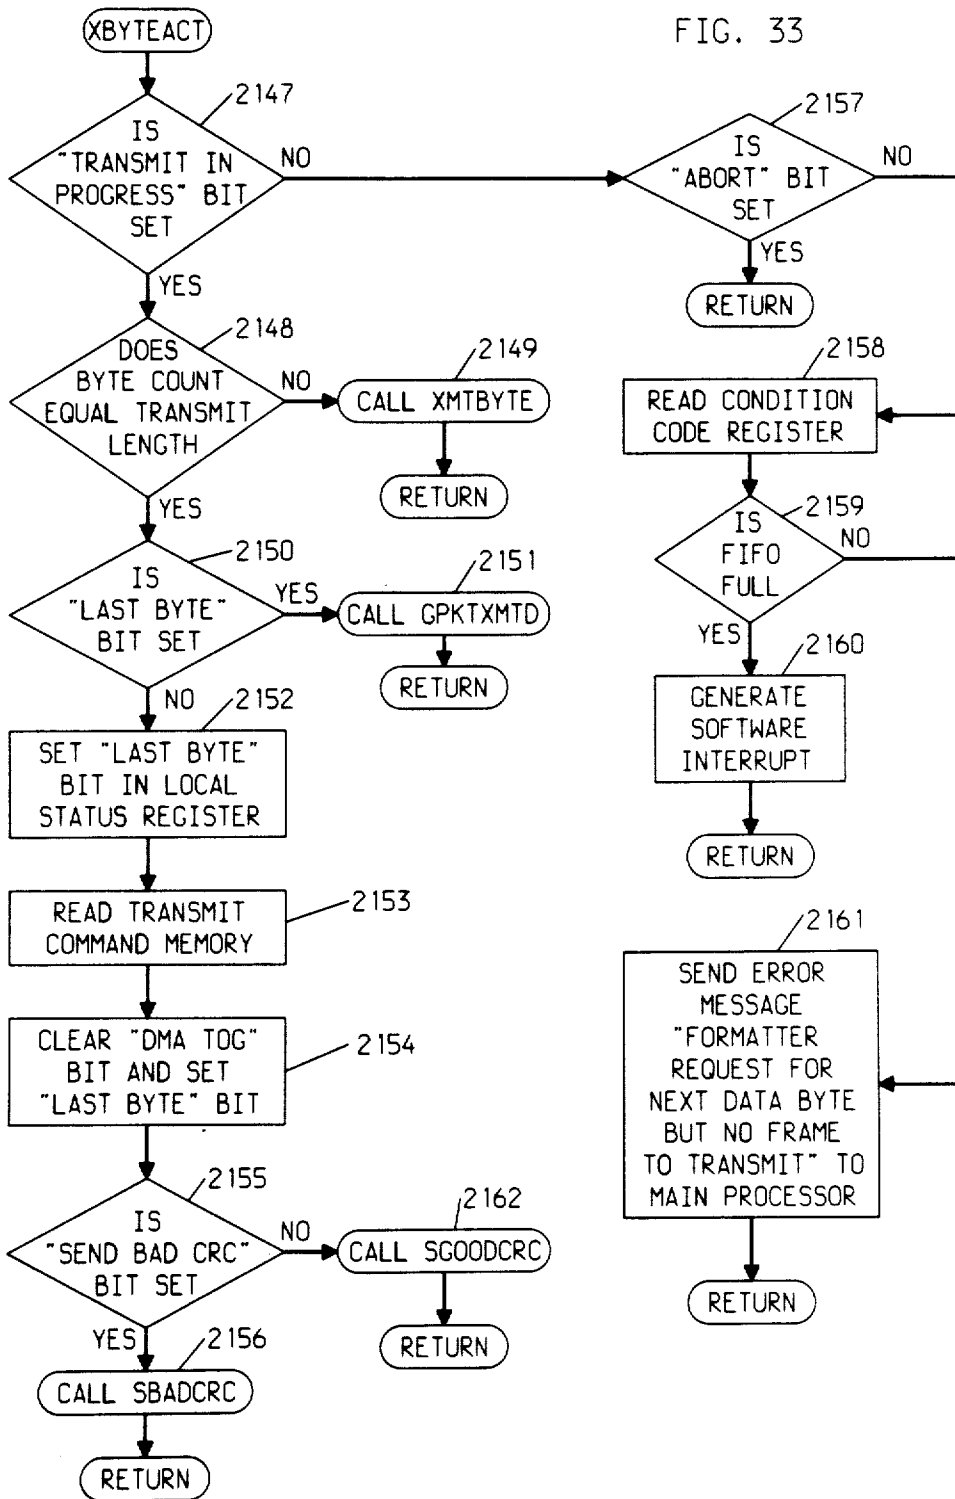 XBYTEACT
FIG. 33
2147
IS
"TRANSMIT IN
PROGRESS" BIT
SET
NO
YES
2157
IS
"ABORT" BIT
SET
NO
YES
RETURN
2148
DOES
BYTE COUNT
EQUAL TRANSMIT
LENGTH
NO
YES
2149
CALL XMTBYTE
RETURN
2158
READ CONDITION
CODE REGISTER
2159
IS
FIFO
FULL
NO
YES
2150
IS
"LAST BYTE"
BIT SET
YES
NO
2151
CALL GPKTXMTD
RETURN
2160
GENERATE
SOFTWARE
INTERRUPT
RETURN
2152
SET "LAST BYTE"
BIT IN LOCAL
STATUS REGISTER
2153
READ TRANSMIT
COMMAND MEMORY
2154
CLEAR "DMA TOG"
BIT AND SET
"LAST BYTE" BIT
2161
SEND ERROR
MESSAGE
"FORMATTER
REQUEST FOR
NEXT DATA BYTE
BUT NO FRAME
TO TRANSMIT" TO
MAIN PROCESSOR
RETURN
2155
IS
"SEND BAD CRC"
BIT SET
NO
YES
2162
CALL SGOODCRC
RETURN
2156
CALL SBADCRC
RETURN